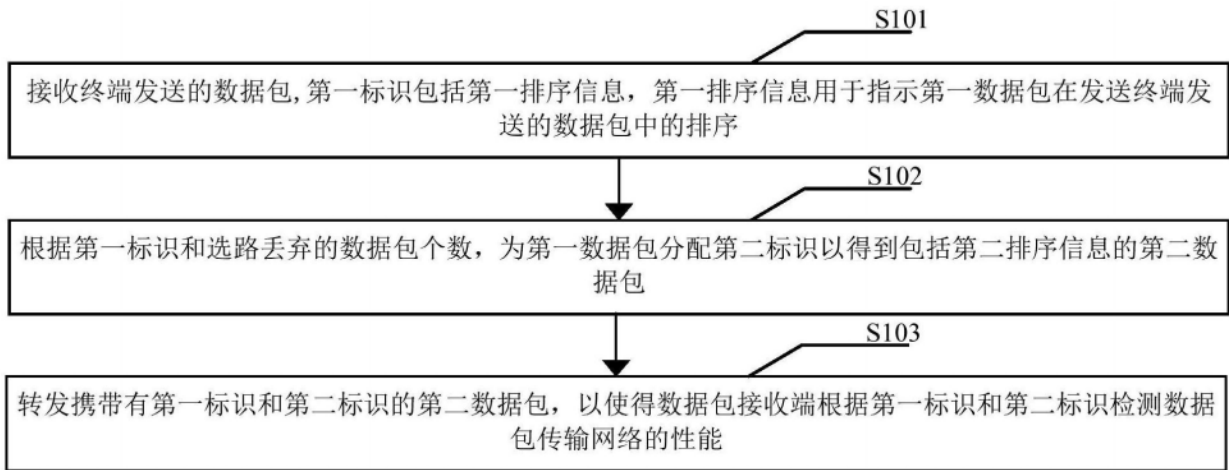 S101
接收终端发送的数据包,第一标识包括第一排序信息，第一排序信息用于指示第一数据包在发送终端发
送的数据包中的排序
S102
根据第一标识和选路丢弃的数据包个数，为第一数据包分配第二标识以得到包括第二排序信息的第二数
据包
S103
转发携带有第一标识和第二标识的第二数据包，以使得数据包接收端根据第一标识和第二标识检测数据
包传输网络的性能